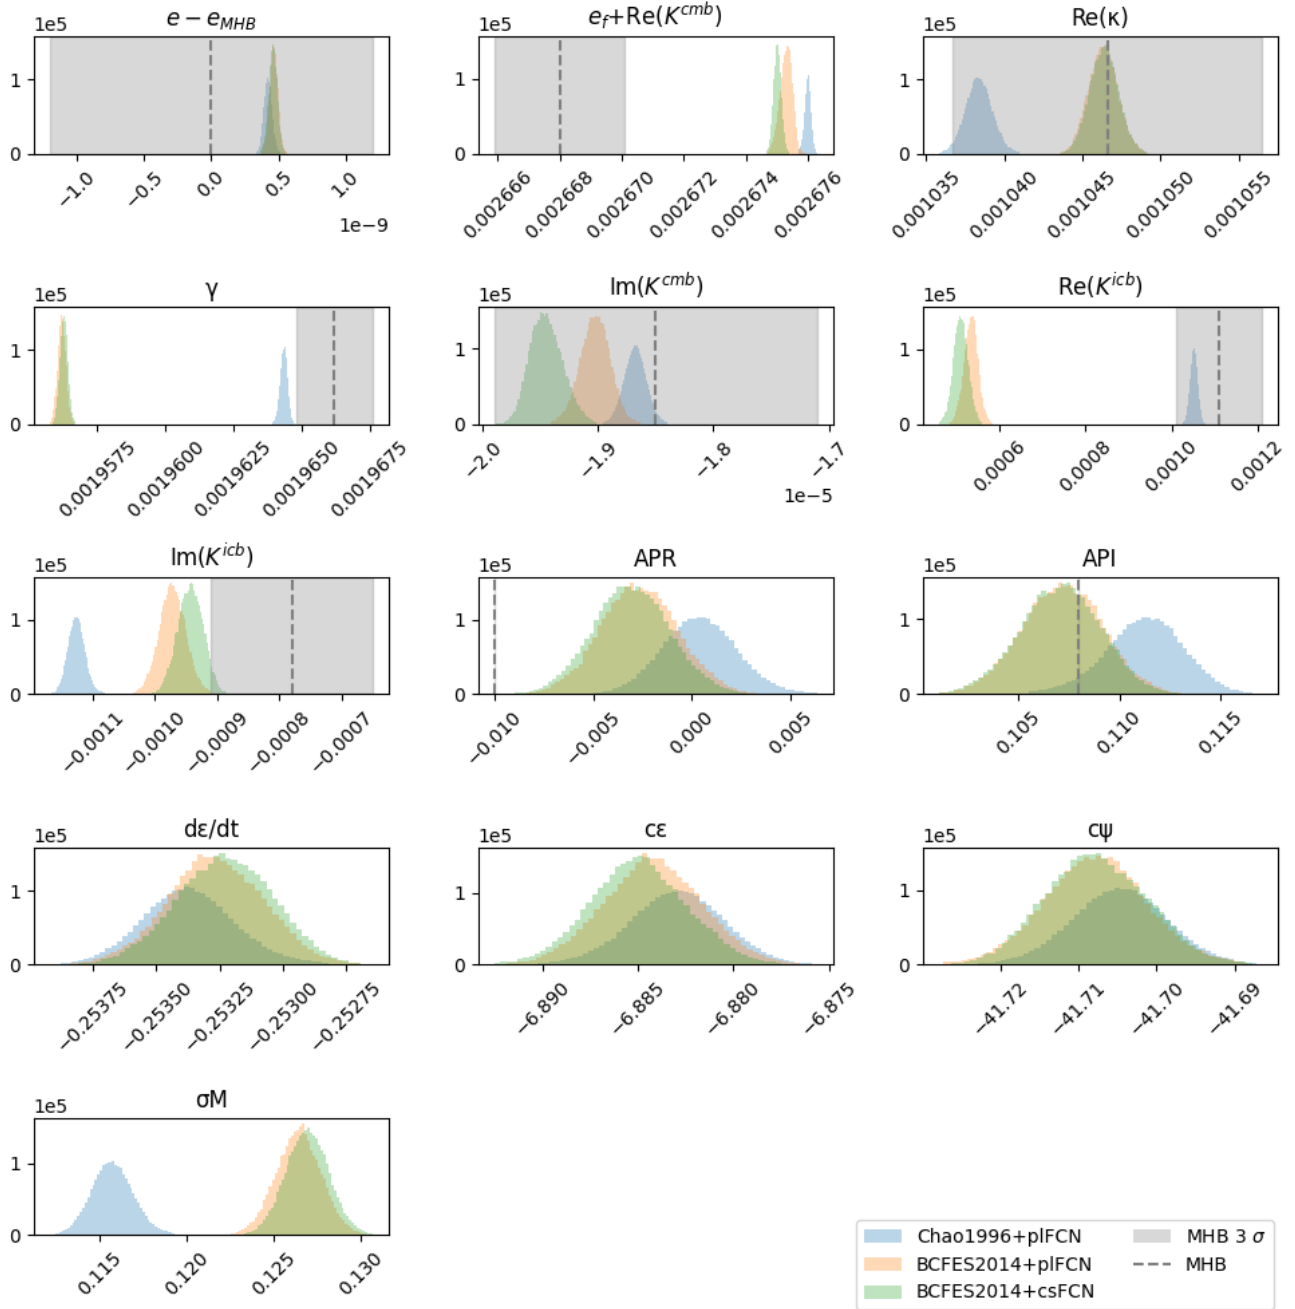 e − e_MHB
1e5
1
0
−1.0 −0.5 0.0 0.5 1.0
1e−9
e_f+Re(K^cmb)
1e5
1
0
0.002666 0.002668 0.002670 0.002672 0.002674 0.002676
Re(κ)
1e5
1
0
0.001035 0.001040 0.001045 0.001050 0.001055
γ
1e5
1
0
0.0019575 0.0019600 0.0019625 0.0019650 0.0019675
Im(K^cmb)
1e5
1
0
−2.0 −1.9 −1.8 −1.7
1e−5
Re(K^icb)
1e5
1
0
0.0006 0.0008 0.0010 0.0012
Im(K^icb)
1e5
1
0
−0.0011 −0.0010 −0.0009 −0.0008 −0.0007
APR
1e5
1
0
−0.010 −0.005 0.000 0.005
API
1e5
1
0
0.105 0.110 0.115
dε/dt
1e5
1
0
−0.25375 −0.25350 −0.25325 −0.25300 −0.25275
cε
1e5
1
0
−6.890 −6.885 −6.880 −6.875
cψ
1e5
1
0
−41.72 −41.71 −41.70 −41.69
σM
1e5
1
0
0.115 0.120 0.125 0.130
Chao1996+plFCN
BCFES2014+plFCN
BCFES2014+csFCN
MHB 3 σ
MHB